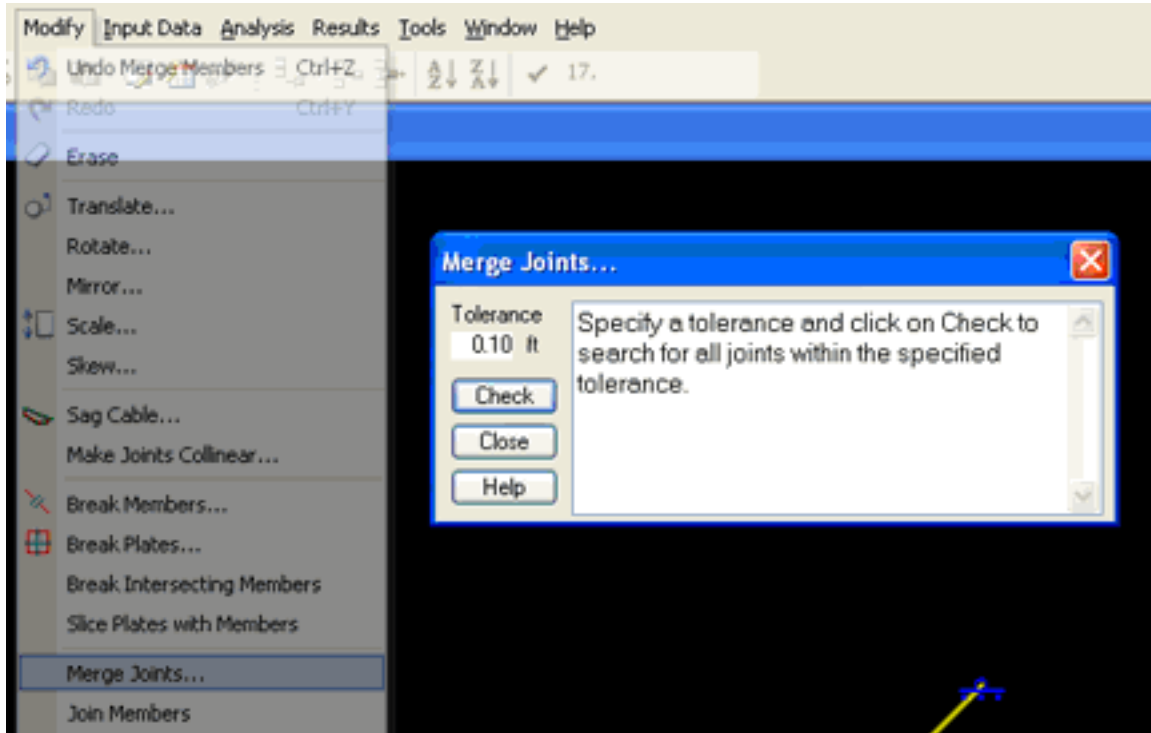 Modify Input Data Analysis Results Tools Window Help
Undo Merge Members Ctrl+Z
A Z Z A 17.
Redo Ctrl+Y
Erase
Translate...
Rotate...
Mirror...
Scale...
Skew...
Sag Cable...
Make Joints Collinear...
Break Members...
Break Plates...
Break Intersecting Members
Slice Plates with Members
Merge Joints...
Join Members
Merge Joints...
Tolerance
0.10 ft
Check
Close
Help
Specify a tolerance and click on Check to
search for all joints within the specified
tolerance.